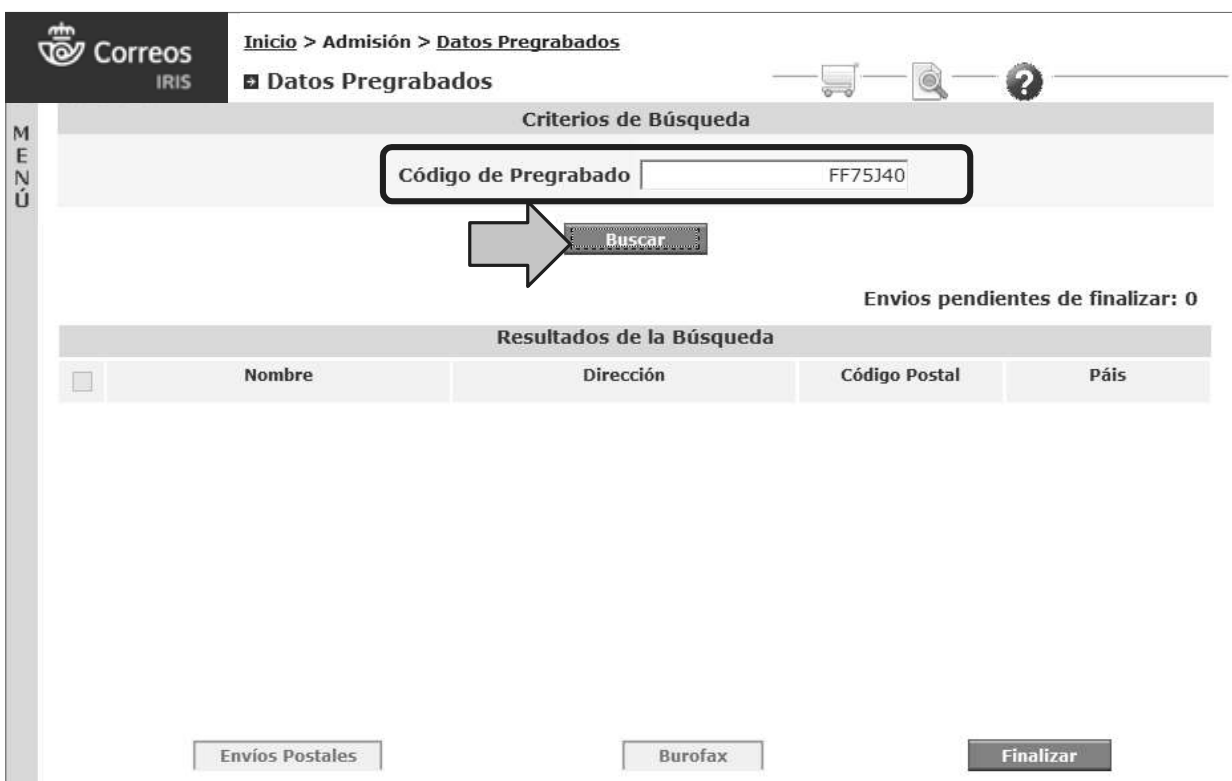 Correos
IRIS
Inicio > Admisión > Datos Pregrabados
Datos Pregrabados
?
MENÚ
Criterios de Búsqueda
Código de Pregrabado FF75J40
Buscar
Envios pendientes de finalizar: 0
Resultados de la Búsqueda
Nombre Dirección Código Postal Páis
Envíos Postales Burofax Finalizar